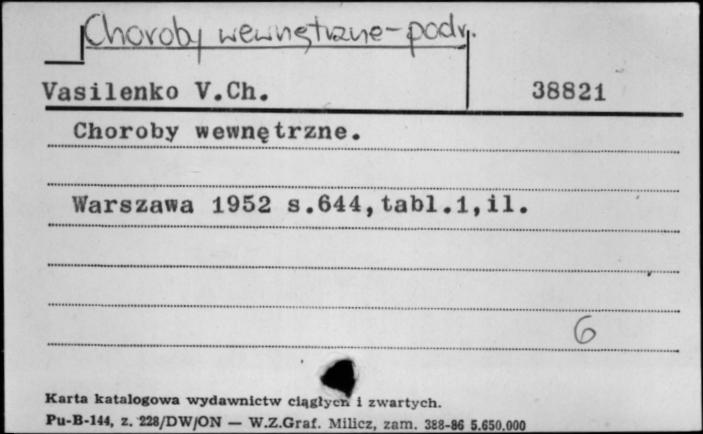 Choroby wewnętrzne-podr.
Vasilenko V.Ch. 38821
Choroby wewnętrzne.
Warszawa 1952 s.644,tabl.1,il.
6
Karta katalogowa wydawnictw ciągłych i zwartych.
Pu-B-144, z. 228/DW/ON — W.Z.Graf. Milicz, zam. 388-86 5.650.000